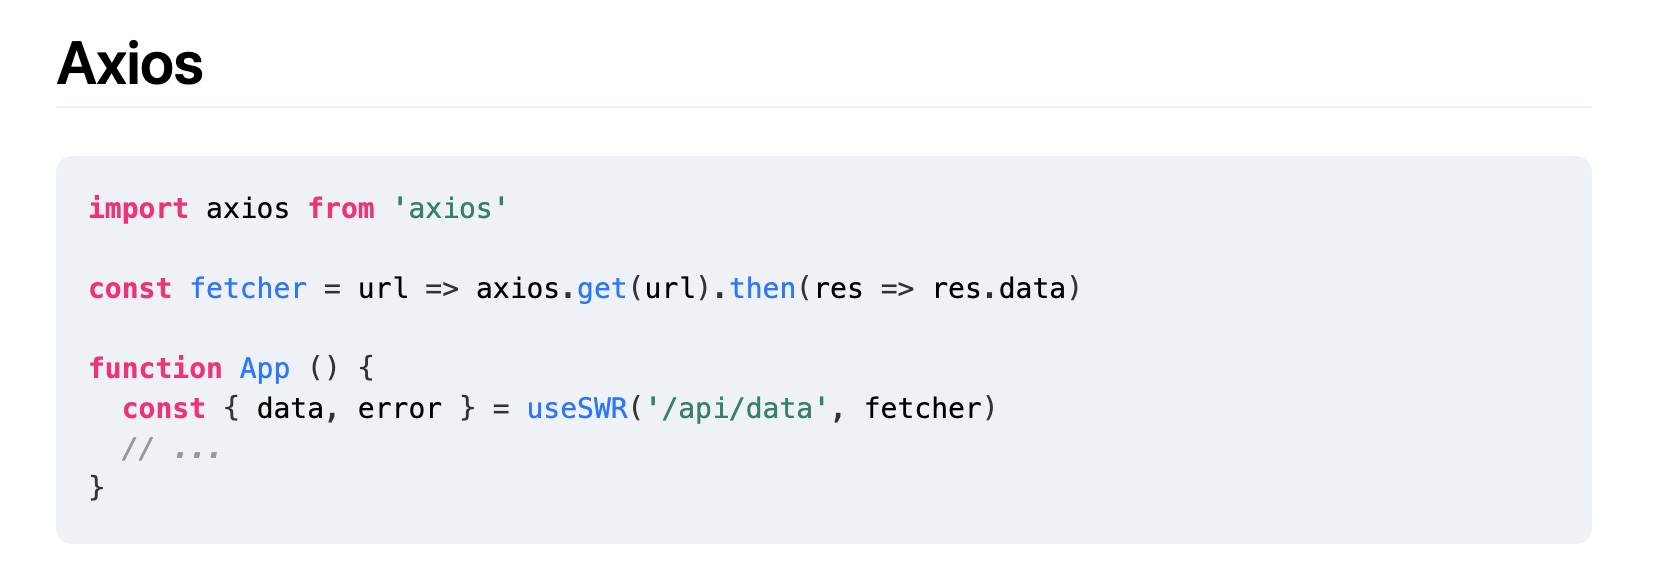 Axios
import axios from 'axios'
const fetcher = url => axios.get(url).then(res => res.data)
function App () {
  const { data, error } = useSWR('/api/data', fetcher)
  // ...
}